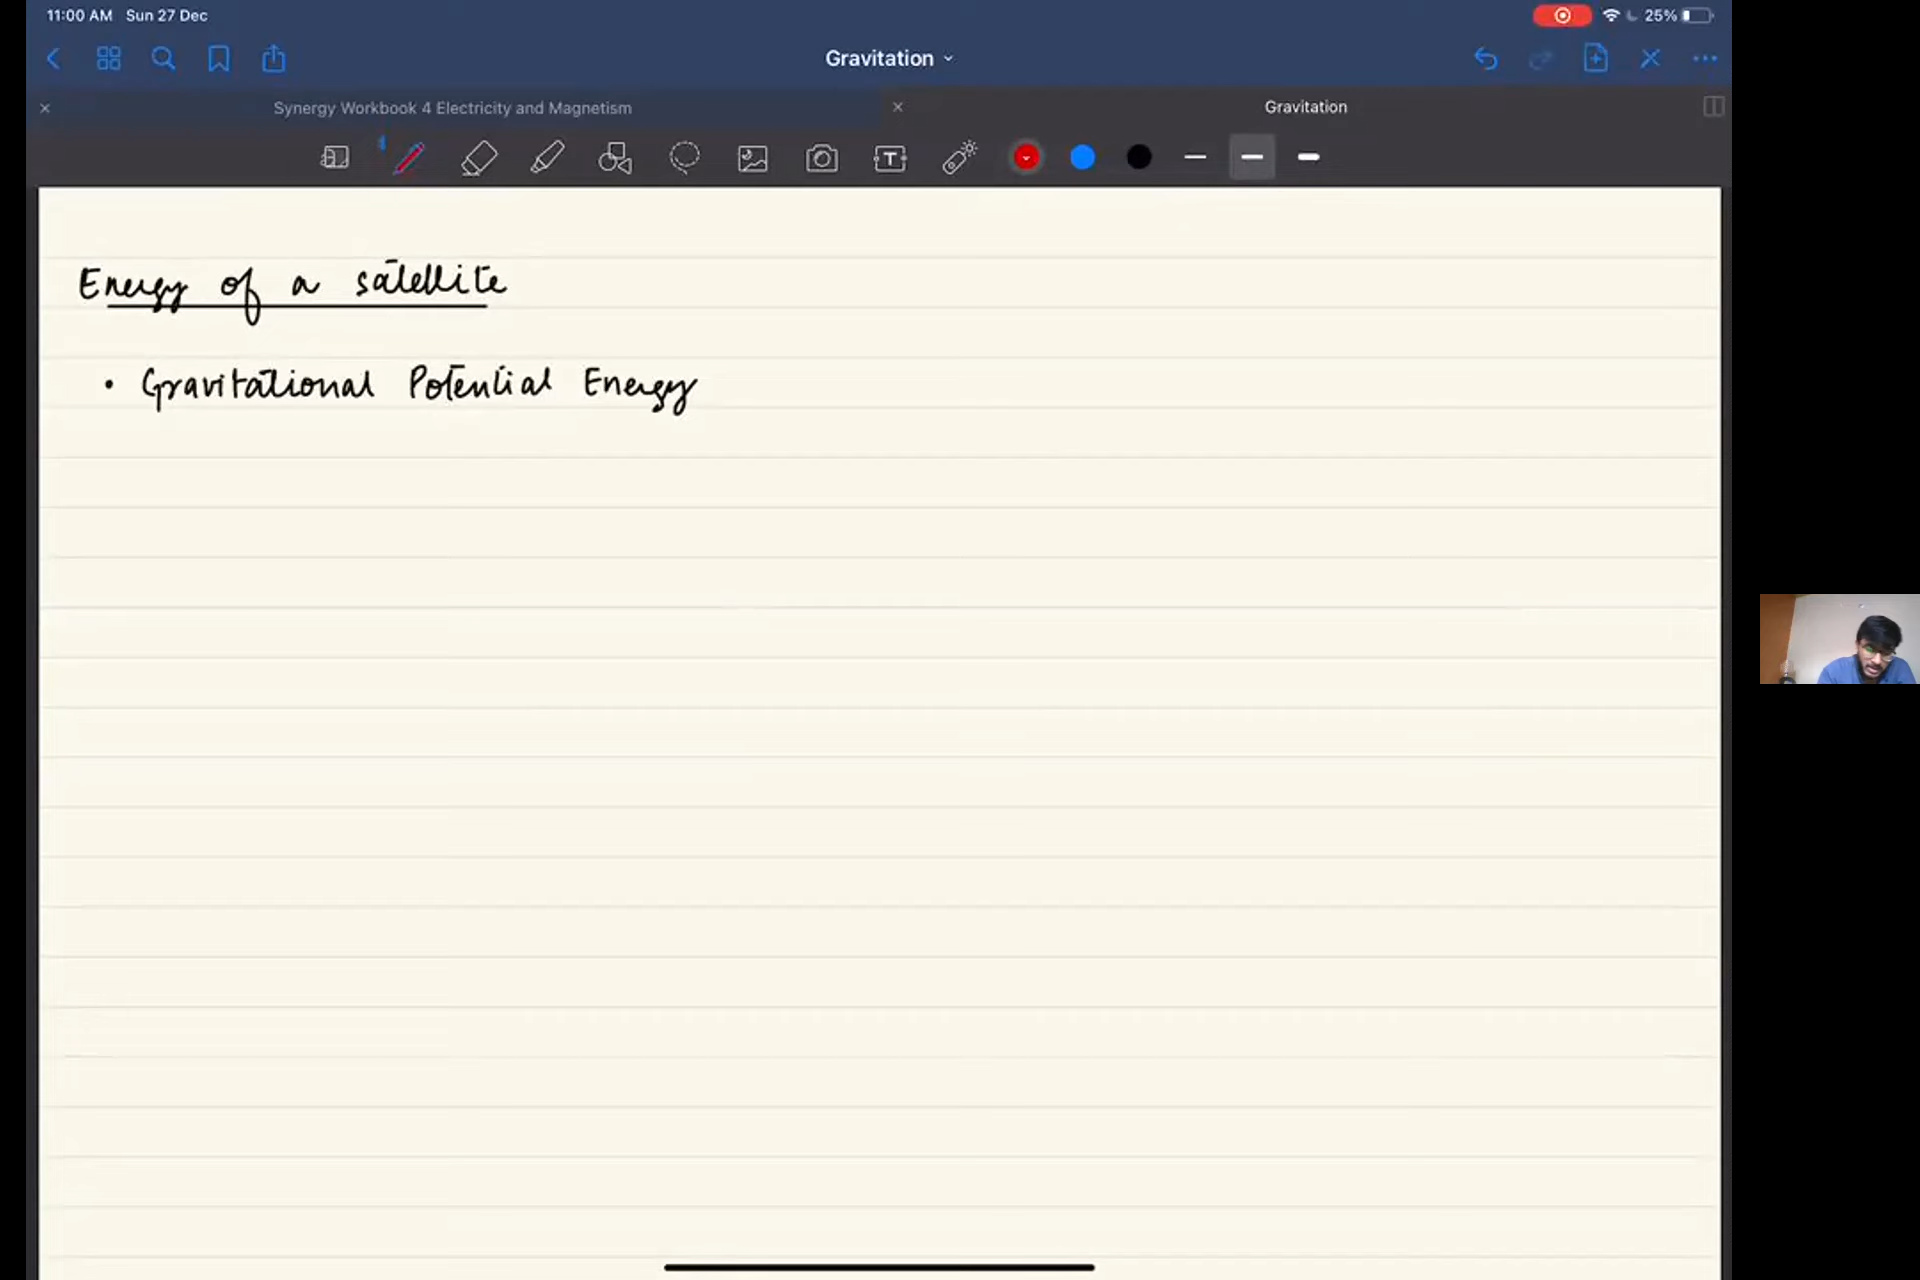 11:00 AM Sun 27 Dec
25%
Gravitation
Synergy Workbook 4 Electricity and Magnetism
Gravitation
T
Energy of a satellite
• Gravitational Potential Energy